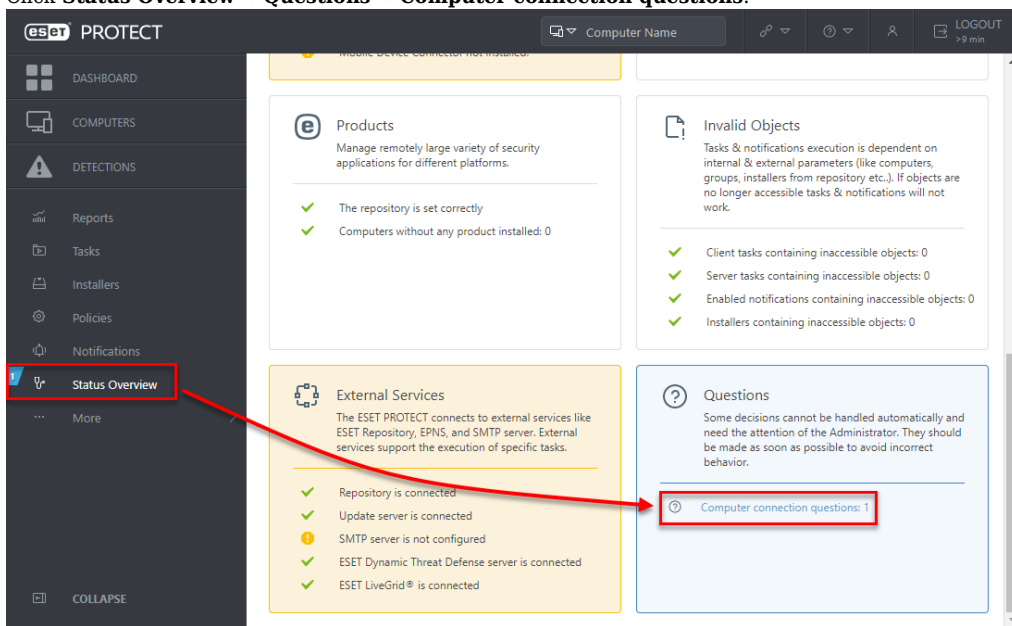 Click Status Overview → Questions → Computer connection questions.
eset PROTECT
Computer Name
LOGOUT
>9 min
DASHBOARD
COMPUTERS
DETECTIONS
Reports
Tasks
Installers
Policies
Notifications
1
Status Overview
More
COLLAPSE
Mobile Device Connector not installed.
Products
Manage remotely large variety of security
applications for different platforms.
The repository is set correctly
Computers without any product installed: 0
Invalid Objects
Tasks & notifications execution is dependent on
internal & external parameters (like computers,
groups, installers from repository etc..). If objects are
no longer accessible tasks & notifications will not
work.
Client tasks containing inaccessible objects: 0
Server tasks containing inaccessible objects: 0
Enabled notifications containing inaccessible objects: 0
Installers containing inaccessible objects: 0
External Services
The ESET PROTECT connects to external services like
ESET Repository, EPNS, and SMTP server. External
services support the execution of specific tasks.
Repository is connected
Update server is connected
SMTP server is not configured
ESET Dynamic Threat Defense server is connected
ESET LiveGrid® is connected
Questions
Some decisions cannot be handled automatically and
need the attention of the Administrator. They should
be made as soon as possible to avoid incorrect
behavior.
Computer connection questions: 1